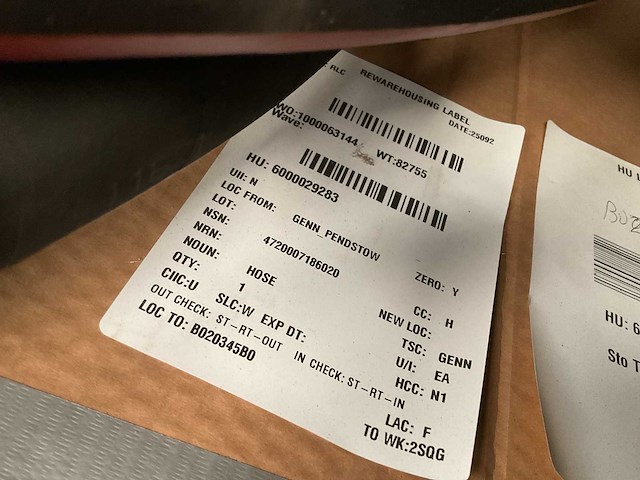 RLC REWAREHOUSING LABEL
DATE:25092
WO:1000063144 WT:82755
Wave:
HU: 6000029283
UII: N
LOC FROM: GENN_PENDSTOW
LOT: ZERO: Y
NSN: 4720007186020
NRN: CC: H
NOUN: HOSE NEW LOC:
QTY: 1 TSC: GENN
CIIC:U SLC:W EXP DT: U/I: EA
HCC: N1
OUT CHECK: ST-RT-OUT IN CHECK: ST-RT-IN
LAC: F
LOC TO: B020345B0 TO WK:2SQG
HU
HU: 6
Sto T